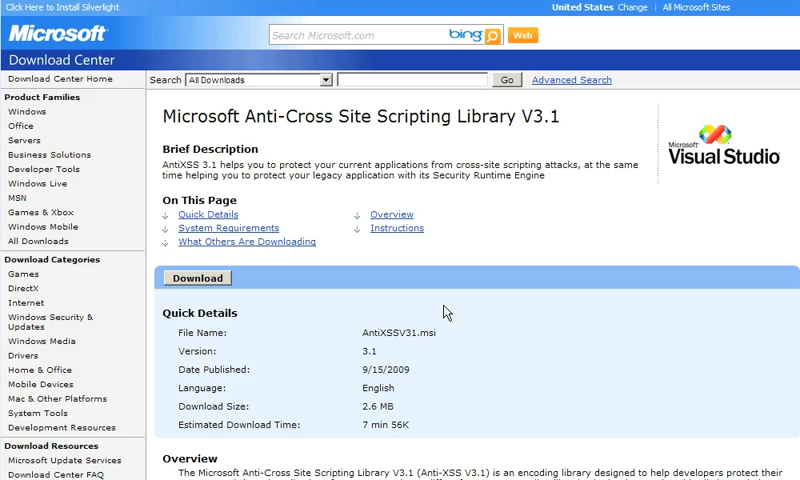 Click Here to Install Silverlight
United States Change | All Microsoft Sites
Microsoft
Search Microsoft.com
bing
Web
Download Center
Download Center Home
Search
All Downloads
Go
Advanced Search
Product Families
Windows
Office
Servers
Business Solutions
Developer Tools
Windows Live
MSN
Games & Xbox
Windows Mobile
All Downloads
Download Categories
Games
DirectX
Internet
Windows Security &
Updates
Windows Media
Drivers
Home & Office
Mobile Devices
Mac & Other Platforms
System Tools
Development Resources
Download Resources
Microsoft Update Services
Download Center FAQ
Microsoft Anti-Cross Site Scripting Library V3.1
Brief Description
AntiXSS 3.1 helps you to protect your current applications from cross-site scripting attacks, at the same
time helping you to protect your legacy application with its Security Runtime Engine
Microsoft
Visual Studio
On This Page
Quick Details
Overview
System Requirements
Instructions
What Others Are Downloading
Download
Quick Details
File Name: AntiXSSV31.msi
Version: 3.1
Date Published: 9/15/2009
Language: English
Download Size: 2.6 MB
Estimated Download Time: 7 min 56K
Overview
The Microsoft Anti-Cross Site Scripting Library V3.1 (Anti-XSS V3.1) is an encoding library designed to help developers protect their